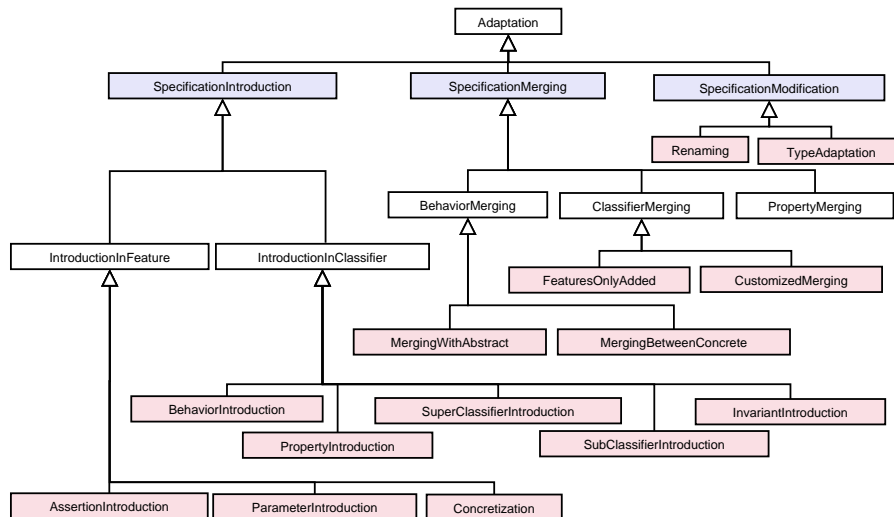 Adaptation
SpecificationIntroduction
SpecificationMerging
SpecificationModification
Renaming
TypeAdaptation
BehaviorMerging
ClassifierMerging
PropertyMerging
IntroductionInFeature
IntroductionInClassifier
FeaturesOnlyAdded
CustomizedMerging
MergingWithAbstract
MergingBetweenConcrete
BehaviorIntroduction
SuperClassifierIntroduction
InvariantIntroduction
PropertyIntroduction
SubClassifierIntroduction
AssertionIntroduction
ParameterIntroduction
Concretization